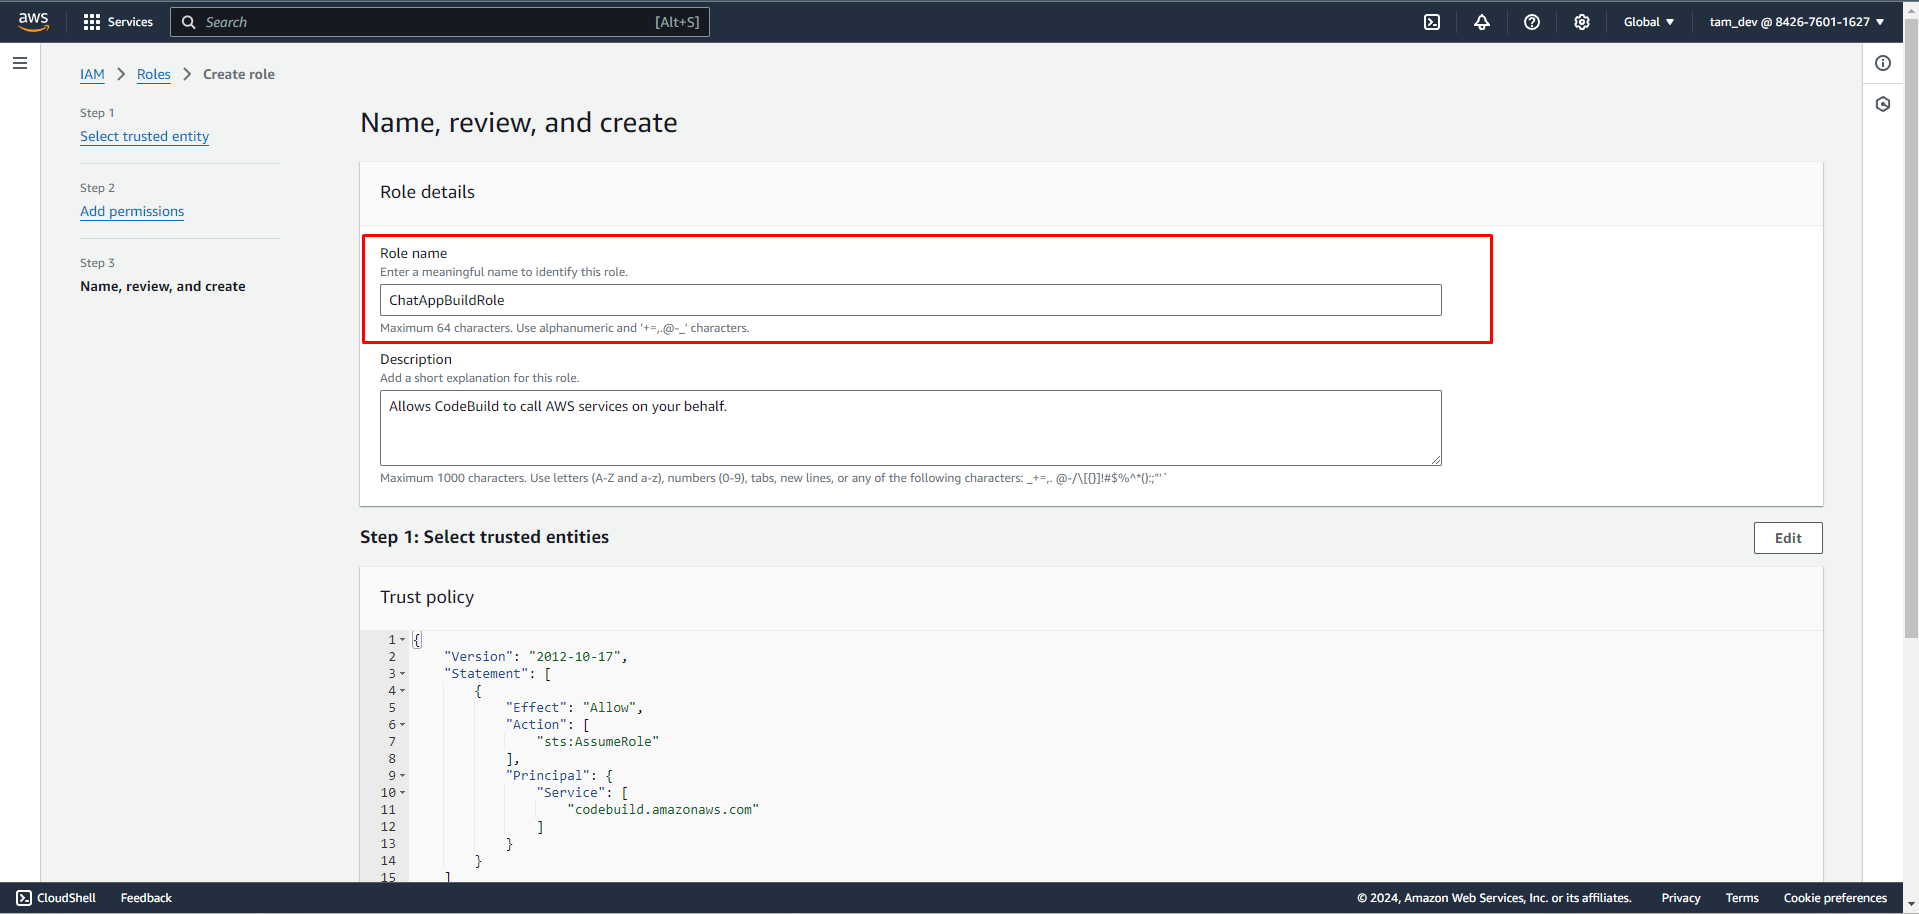 aws Services Search [Alt+S] Global tam_dev @ 8426-7601-1627
IAM Roles Create role
Step 1
Select trusted entity
Step 2
Add permissions
Step 3
Name, review, and create
Name, review, and create
Role details
Role name
Enter a meaningful name to identify this role.
ChatAppBuildRole
Maximum 64 characters. Use alphanumeric and '+=,.@-_' characters.
Description
Add a short explanation for this role.
Allows CodeBuild to call AWS services on your behalf.
Maximum 1000 characters. Use letters (A-Z and a-z), numbers (0-9), tabs, new lines, or any of the following characters: _+=,. @-/\[{}]!#$%^*();:"'`
Step 1: Select trusted entities
Edit
Trust policy
1 {
2 "Version": "2012-10-17",
3 "Statement": [
4 {
5 "Effect": "Allow",
6 "Action": [
7 "sts:AssumeRole"
8 ],
9 "Principal": {
10 "Service": [
11 "codebuild.amazonaws.com"
12 ]
13 }
14 }
15 ]
CloudShell Feedback © 2024, Amazon Web Services, Inc. or its affiliates. Privacy Terms Cookie preferences